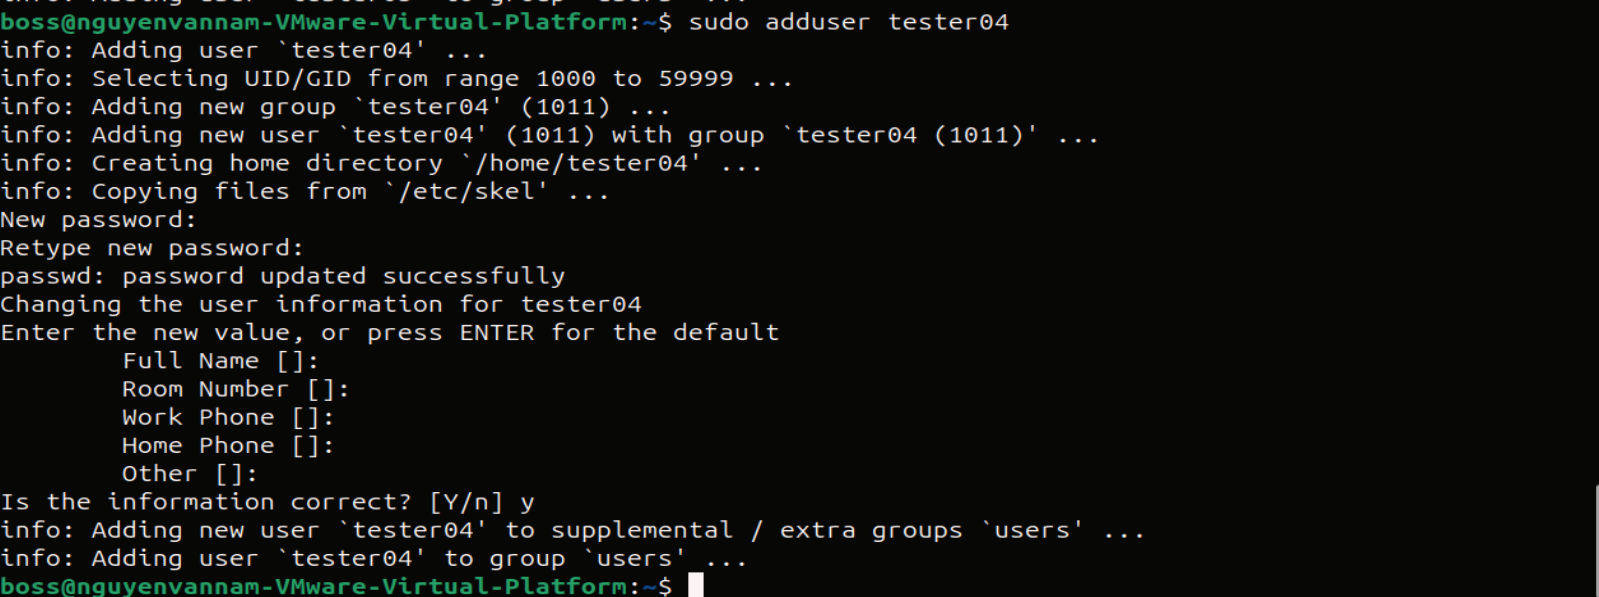 boss@nguyenvannam-VMware-Virtual-Platform:~$ sudo adduser tester04
info: Adding user `tester04' ...
info: Selecting UID/GID from range 1000 to 59999 ...
info: Adding new group `tester04' (1011) ...
info: Adding new user `tester04' (1011) with group `tester04 (1011)' ...
info: Creating home directory `/home/tester04' ...
info: Copying files from `/etc/skel' ...
New password:
Retype new password:
passwd: password updated successfully
Changing the user information for tester04
Enter the new value, or press ENTER for the default
        Full Name []:
        Room Number []:
        Work Phone []:
        Home Phone []:
        Other []:
Is the information correct? [Y/n] y
info: Adding new user `tester04' to supplemental / extra groups `users' ...
info: Adding user `tester04' to group `users' ...
boss@nguyenvannam-VMware-Virtual-Platform:~$